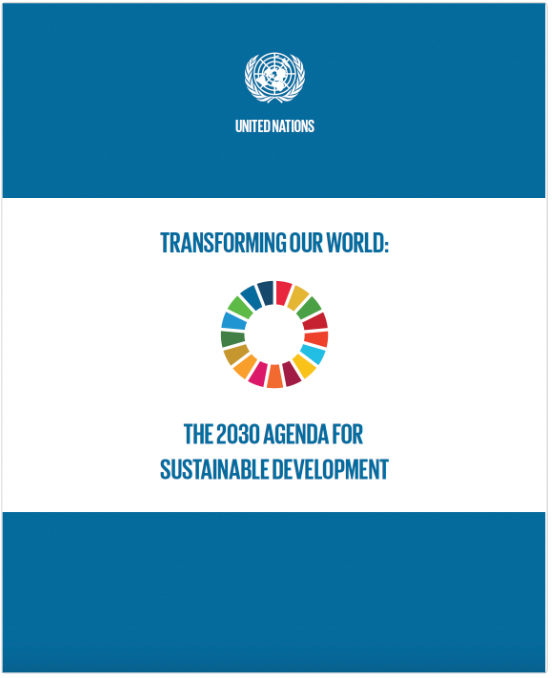 UNITED NATIONS
TRANSFORMING OUR WORLD:
THE 2030 AGENDA FOR
SUSTAINABLE DEVELOPMENT